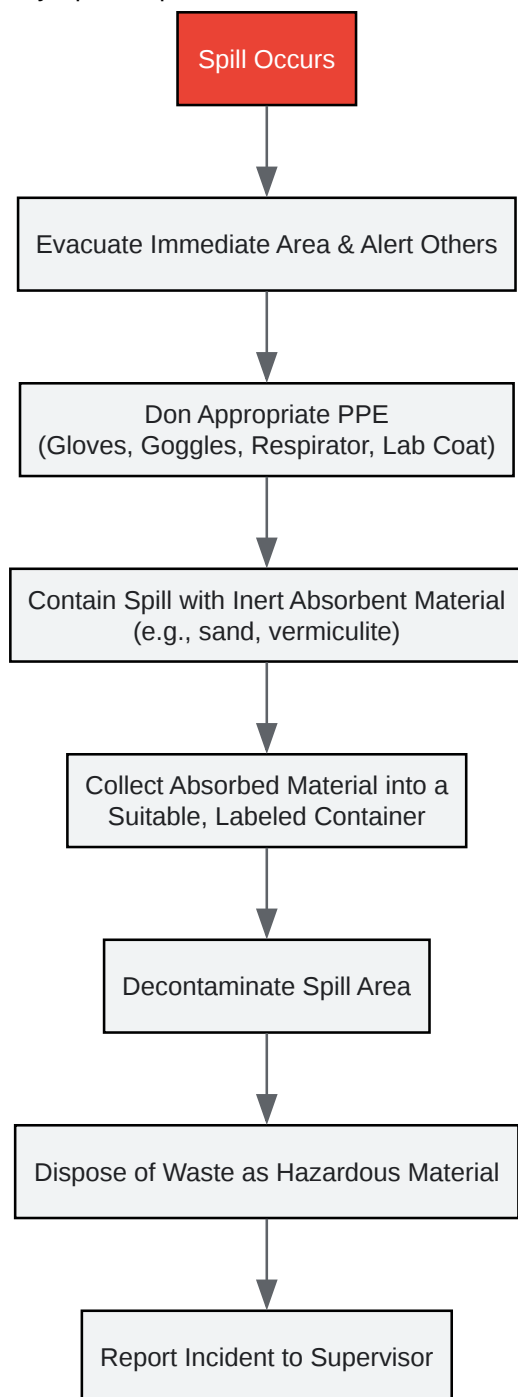 Spill Occurs
Evacuate Immediate Area & Alert Others
Don Appropriate PPE
(Gloves, Goggles, Respirator, Lab Coat)
Contain Spill with Inert Absorbent Material
(e.g., sand, vermiculite)
Collect Absorbed Material into a
Suitable, Labeled Container
Decontaminate Spill Area
Dispose of Waste as Hazardous Material
Report Incident to Supervisor